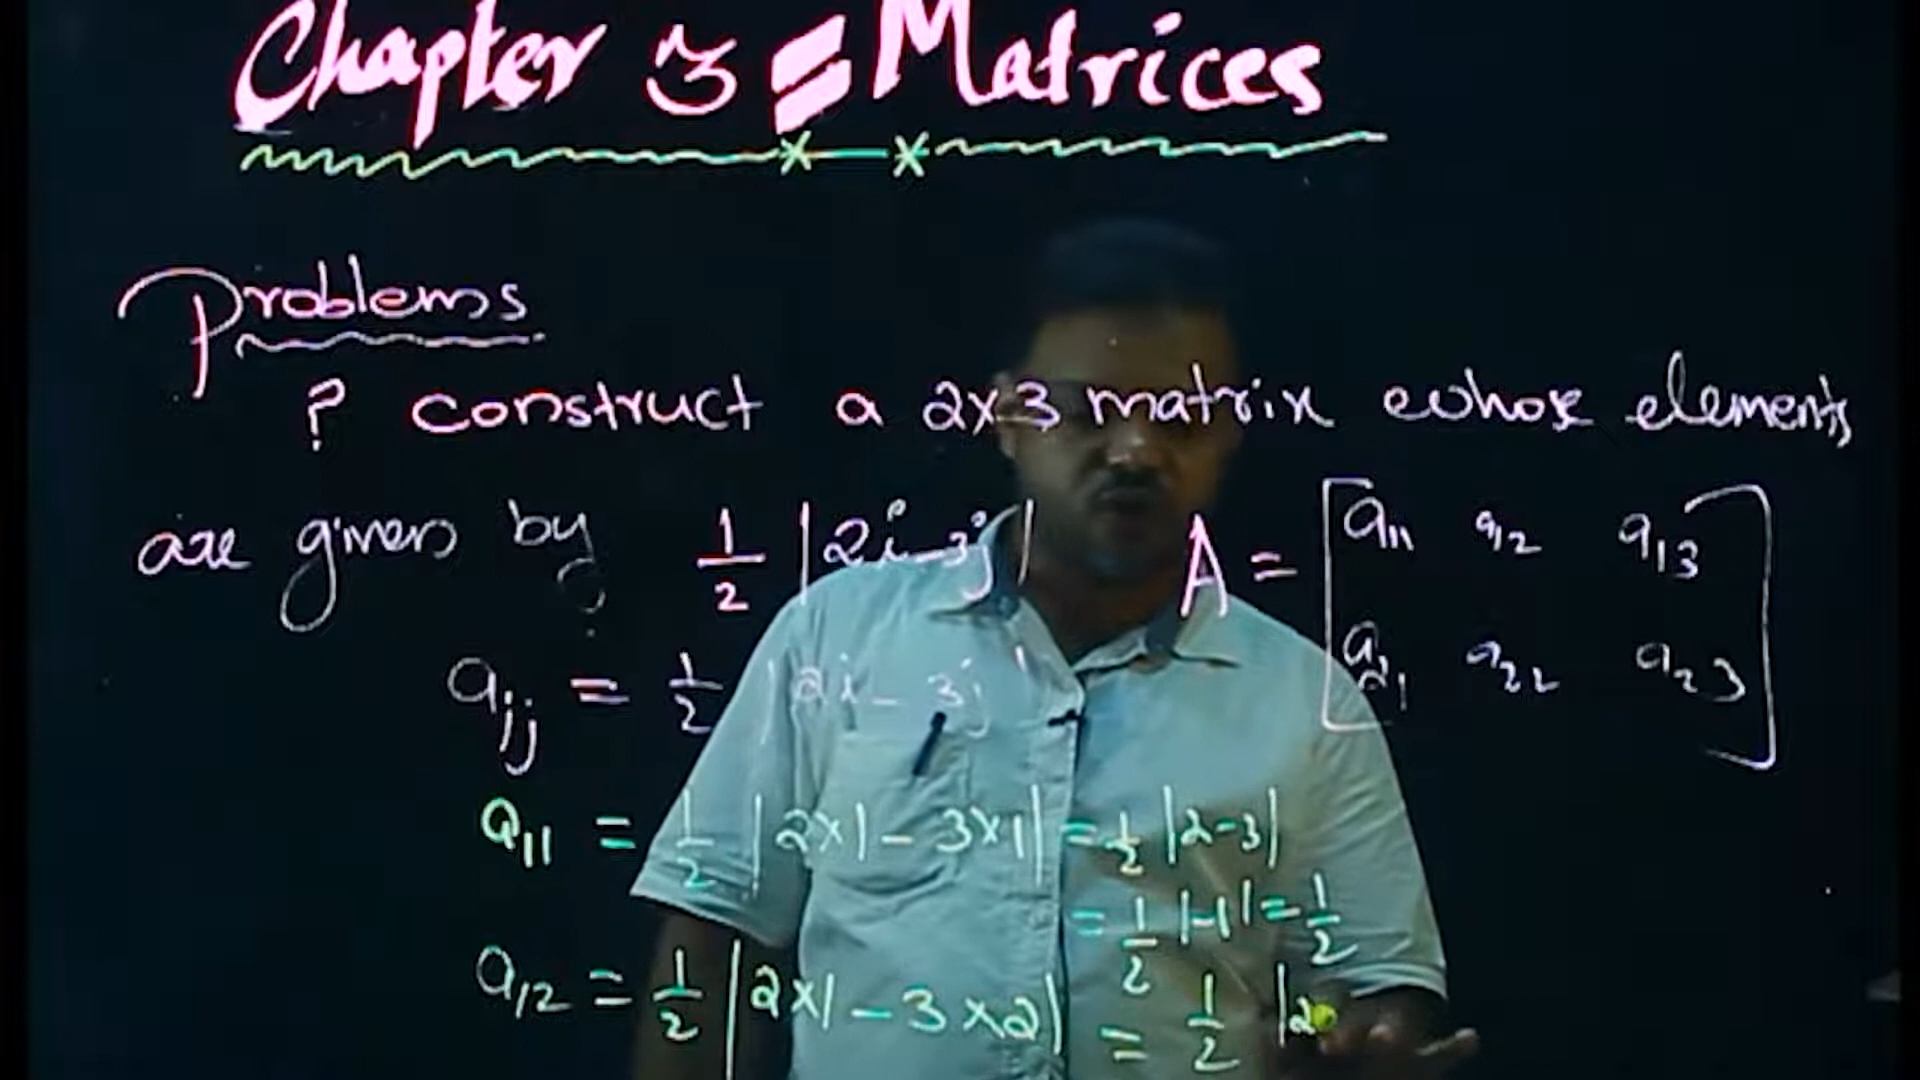 Chapter 3 = Matrices
Problems
? construct a 2x3 matrix whose elements
are given by 1/2 |2i-3j| A = [a11 a12 a13
a21 a22 a23]
aij = 1/2 |2i - 3j|
a11 = 1/2 |2x1 - 3x1| = 1/2 |2-3|
= 1/2 |-1| = 1/2
a12 = 1/2 |2x1 - 3x2| = 1/2 |2